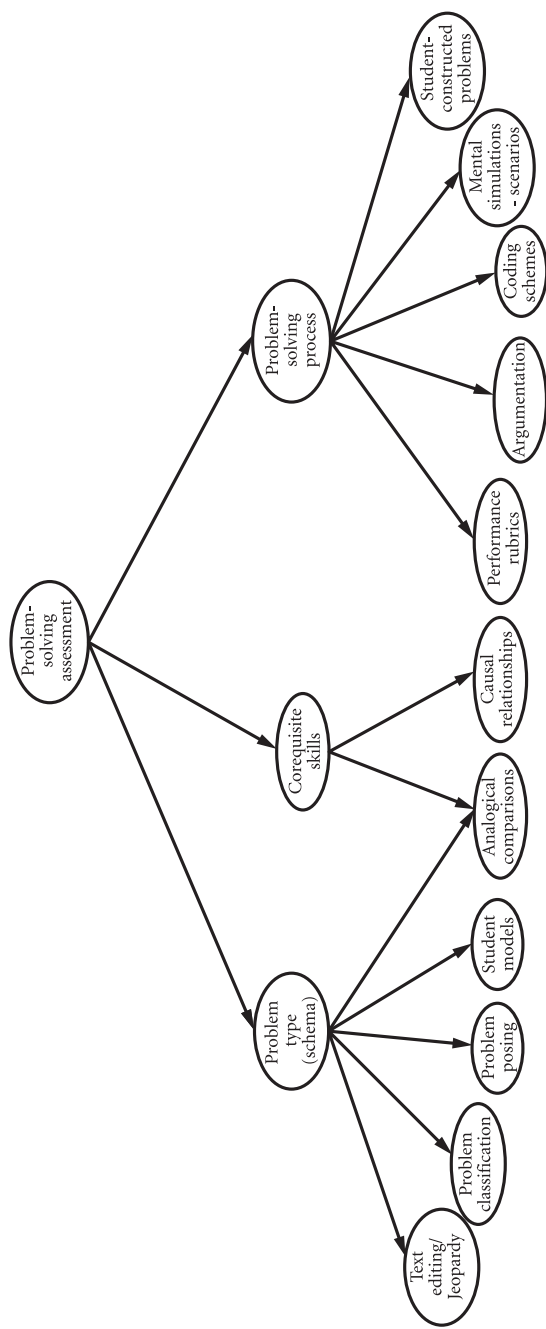 Problem-
solving
assessment
Problem
type
(schema)
Corequisite
skills
Problem-
solving
process
Text
editing/
Jeopardy
Problem
classification
Problem
posing
Student
models
Analogical
comparisons
Causal
relationships
Performance
rubrics
Argumentation
Coding
schemes
Mental
simulations
- scenarios
Student-
constructed
problems